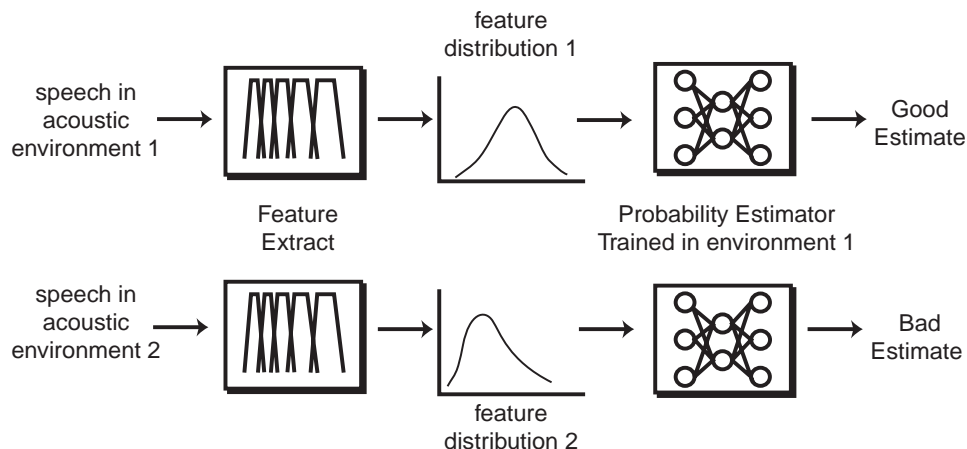 feature
distribution 1
speech in
acoustic
environment 1
Good
Estimate
Feature
Extract
Probability Estimator
Trained in environment 1
speech in
acoustic
environment 2
Bad
Estimate
feature
distribution 2